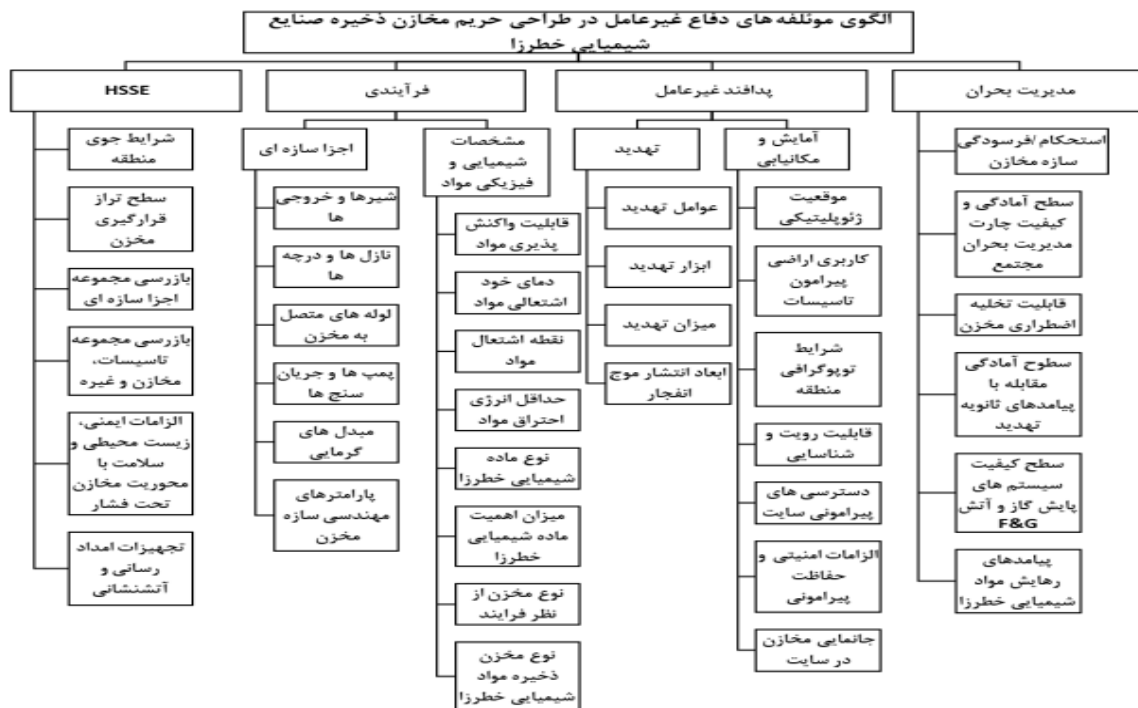 الگوی موئلفه های دفاع غیرعامل در طراحی حریم مخازن ذخیره صنایع
شیمیایی خطرزا
مدیریت بحران
استحکام/فرسودگی
سازه مخازن
سطح آمادگی و
کیفیت چارت
مدیریت بحران
مجتمع
قابلیت تخلیه
اضطراری مخزن
سطوح آمادگی
مقابله با
پیامدهای ثانویه
تهدید
سطح کیفیت
سیستم های
پایش گاز و آتش
F&G
پیامدهای
رهایش مواد
شیمیایی خطرزا
پدافند غیرعامل
آمایش و
مکانیابی
موقعیت
ژئوپلیتیکی
کاربری اراضی
پیرامون
تاسیسات
شرایط
توپوگرافی
منطقه
قابلیت رویت و
شناسایی
دسترسی های
پیرامونی سایت
الزامات امنیتی و
حفاظت
پیرامونی
جانمایی مخازن
در سایت
تهدید
عوامل تهدید
ابزار تهدید
میزان تهدید
ابعاد انتشار موج
انفجار
فرآیندی
مشخصات
شیمیایی و
فیزیکی مواد
قابلیت واکنش
پذیری مواد
دمای خود
اشتعالی مواد
نقطه اشتعال
مواد
حداقل انرژی
احتراق مواد
نوع ماده
شیمیایی خطرزا
میزان اهمیت
ماده شیمیایی
خطرزا
نوع مخزن از
نظر فرایند
نوع مخزن
ذخیره مواد
شیمیایی خطرزا
اجزا سازه ای
شیرها و خروجی
ها
نازل ها و درچه
ها
لوله های متصل
به مخزن
پمپ ها و جریان
سنج ها
مبدل های
گرمایی
پارامترهای
مهندسی سازه
مخزن
HSSE
شرایط جوی
منطقه
سطح تراز
قرارگیری
مخزن
بازرسی مجموعه
اجزا سازه ای
بازرسی مجموعه
تاسیسات،
مخازن و غیره
الزامات ایمنی،
زیست محیطی و
سلامت با
محوریت مخازن
تحت فشار
تجهیزات امداد
رسانی و
آتشنشانی